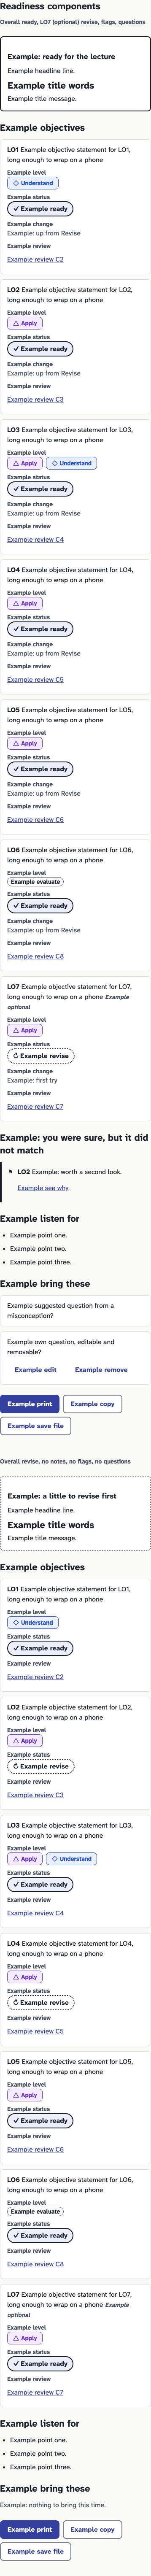 Readiness components
Overall ready, LO7 (optional) revise, flags, questions
Example: ready for the lecture
Example headline line.
Example title words
Example title message.
Example objectives
LO1 Example objective statement for LO1,
long enough to wrap on a phone
Example level
◇ Understand
Example status
✓ Example ready
Example change
Example: up from Revise
Example review
Example review C2
LO2 Example objective statement for LO2,
long enough to wrap on a phone
Example level
△ Apply
Example status
✓ Example ready
Example change
Example: up from Revise
Example review
Example review C3
LO3 Example objective statement for LO3,
long enough to wrap on a phone
Example level
△ Apply ◇ Understand
Example status
✓ Example ready
Example change
Example: up from Revise
Example review
Example review C4
LO4 Example objective statement for LO4,
long enough to wrap on a phone
Example level
△ Apply
Example status
✓ Example ready
Example change
Example: up from Revise
Example review
Example review C5
LO5 Example objective statement for LO5,
long enough to wrap on a phone
Example level
△ Apply
Example status
✓ Example ready
Example change
Example: up from Revise
Example review
Example review C6
LO6 Example objective statement for LO6,
long enough to wrap on a phone
Example level
Example evaluate
Example status
✓ Example ready
Example change
Example: up from Revise
Example review
Example review C8
LO7 Example objective statement for LO7,
long enough to wrap on a phone Example
optional
Example level
△ Apply
Example status
↻ Example revise
Example change
Example: first try
Example review
Example review C7
Example: you were sure, but it did
not match
⚑ LO2 Example: worth a second look.
Example see why
Example listen for
• Example point one.
• Example point two.
• Example point three.
Example bring these
Example suggested question from a
misconception?
Example own question, editable and
removable?
Example edit Example remove
Example print Example copy
Example save file
Overall revise, no notes, no flags, no questions
Example: a little to revise first
Example headline line.
Example title words
Example title message.
Example objectives
LO1 Example objective statement for LO1,
long enough to wrap on a phone
Example level
◇ Understand
Example status
✓ Example ready
Example review
Example review C2
LO2 Example objective statement for LO2,
long enough to wrap on a phone
Example level
△ Apply
Example status
↻ Example revise
Example review
Example review C3
LO3 Example objective statement for LO3,
long enough to wrap on a phone
Example level
△ Apply ◇ Understand
Example status
✓ Example ready
Example review
Example review C4
LO4 Example objective statement for LO4,
long enough to wrap on a phone
Example level
△ Apply
Example status
↻ Example revise
Example review
Example review C5
LO5 Example objective statement for LO5,
long enough to wrap on a phone
Example level
△ Apply
Example status
✓ Example ready
Example review
Example review C6
LO6 Example objective statement for LO6,
long enough to wrap on a phone
Example level
Example evaluate
Example status
✓ Example ready
Example review
Example review C8
LO7 Example objective statement for LO7,
long enough to wrap on a phone Example
optional
Example level
△ Apply
Example status
✓ Example ready
Example review
Example review C7
Example listen for
• Example point one.
• Example point two.
• Example point three.
Example bring these
Example: nothing to bring this time.
Example print Example copy
Example save file